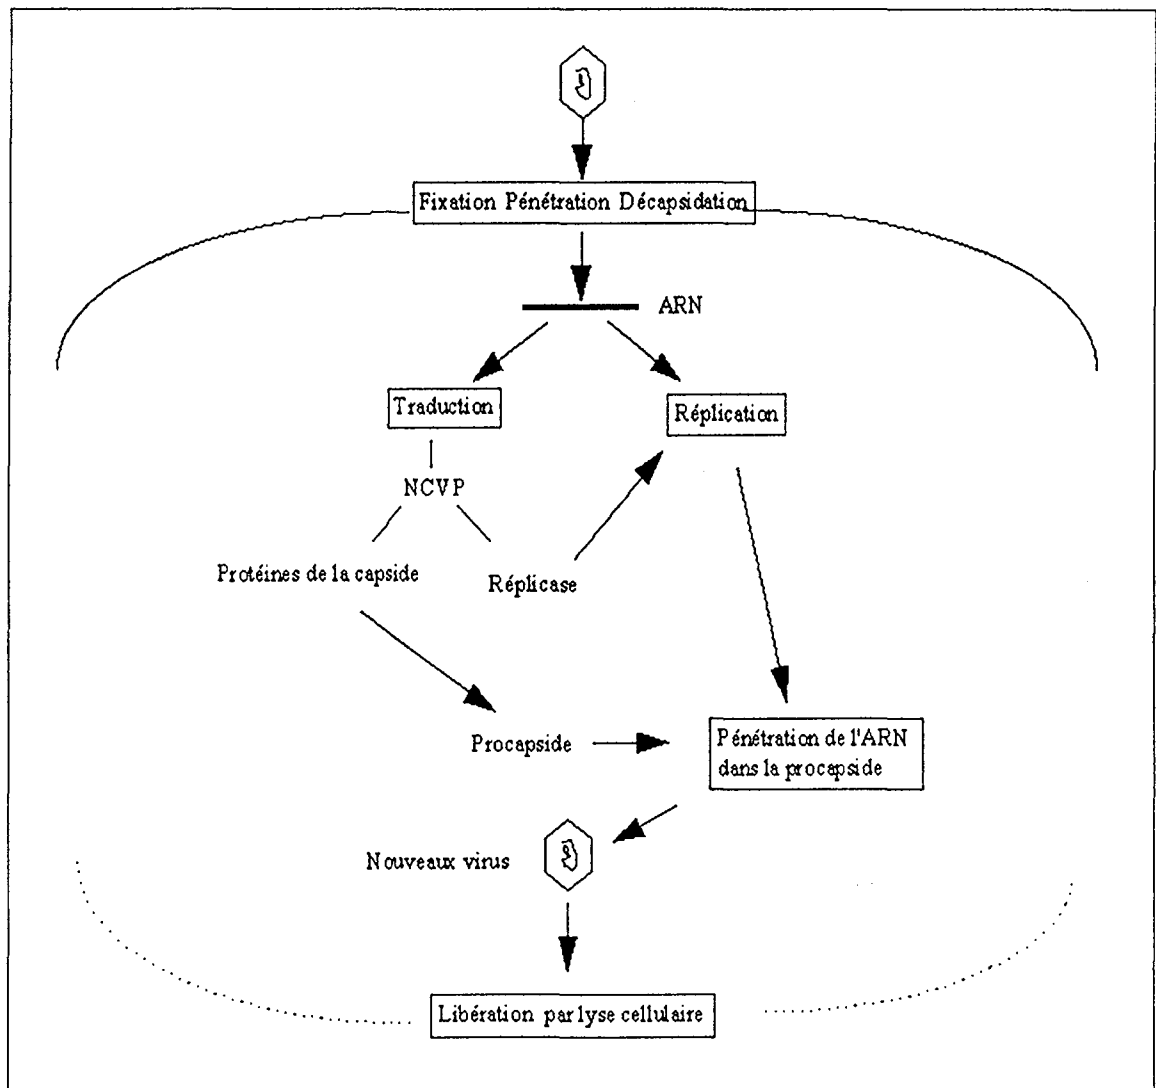 Fixation Pénétration Décapsidation
ARN
Traduction
Réplication
NCVP
Protéines de la capside
Réplicase
Procapside
Pénétration de l'ARN
dans la procapside
Nouveaux virus
Libération par lyse cellulaire